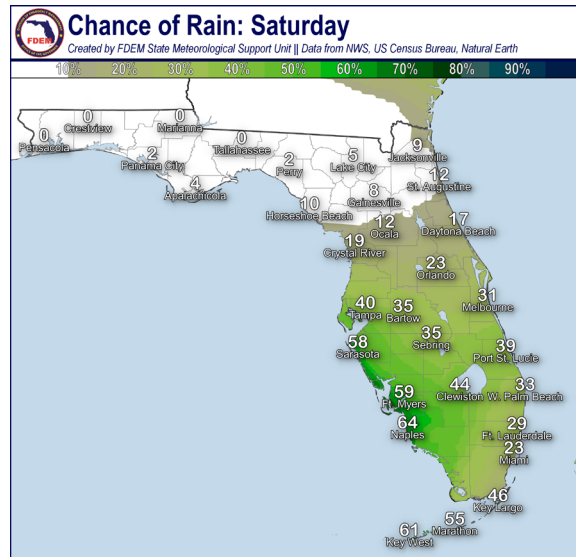 FDEM
Chance of Rain: Saturday
Created by FDEM State Meteorological Support Unit || Data from NWS, US Census Bureau, Natural Earth
10% 20% 30% 40% 50% 60% 70% 80% 90%
0
Pensacola
0
Crestview
0
Marianna
2
Panama City
4
Apalachicola
0
Tallahassee
2
Perry
5
Lake City
9
Jacksonville
12
St. Augustine
8
Gainesville
10
Horseshoe Beach
12
Ocala
17
Daytona Beach
19
Crystal River
23
Orlando
31
Melbourne
40
Tampa
35
Bartow
35
Sebring
58
Sarasota
39
Port St. Lucie
59
Ft. Myers
44
Clewiston
33
W. Palm Beach
64
Naples
29
Ft. Lauderdale
23
Miami
46
Key Largo
55
Marathon
61
Key West